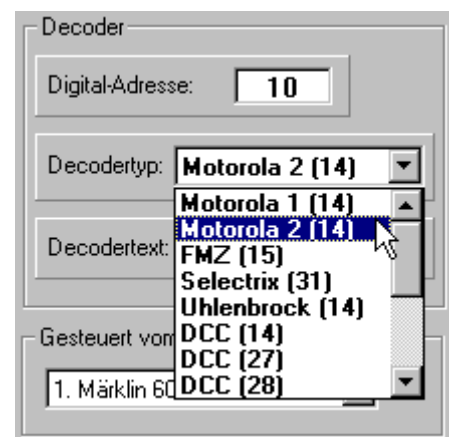 Decoder
Digital-Adresse: 10
Decodertyp: Motorola 2 (14)
Motorola 1 (14)
Motorola 2 (14)
Decodertext: FMZ (15)
Selectrix (31)
Uhlenbrock (14)
Gesteuert vom DCC (14)
DCC (27)
1. Märklin 60 DCC (28)